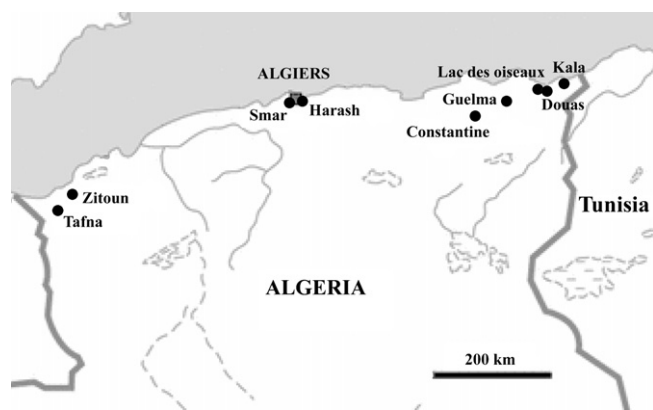 Kala
ALGIERS
Lac des oiseaux
Smar
Harash
Guelma
Douas
Constantine
Zitoun
Tunisia
Tafna
ALGERIA
200 km